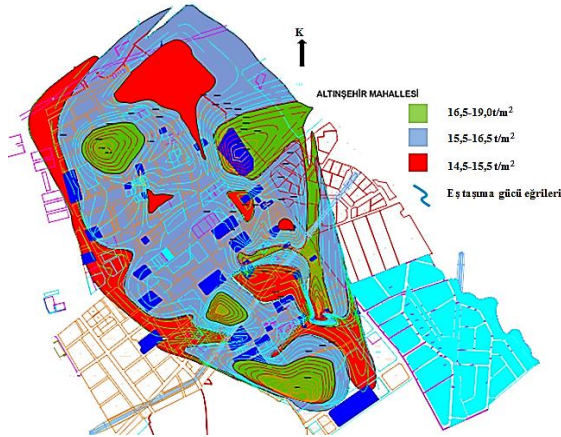 K
ALTINŞEHİR MAHALLESİ
16,5-19,0t/m²
15,5-16,5 t/m²
14,5-15,5 t/m²
Eş taşuma gücü eğrileri